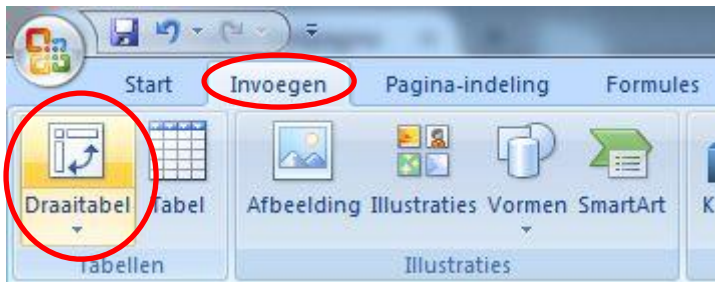 Start Invoegen Pagina-indeling Formules
Draaitabel Tabel Afbeelding Illustraties Vormen SmartArt K
Tabellen Illustraties